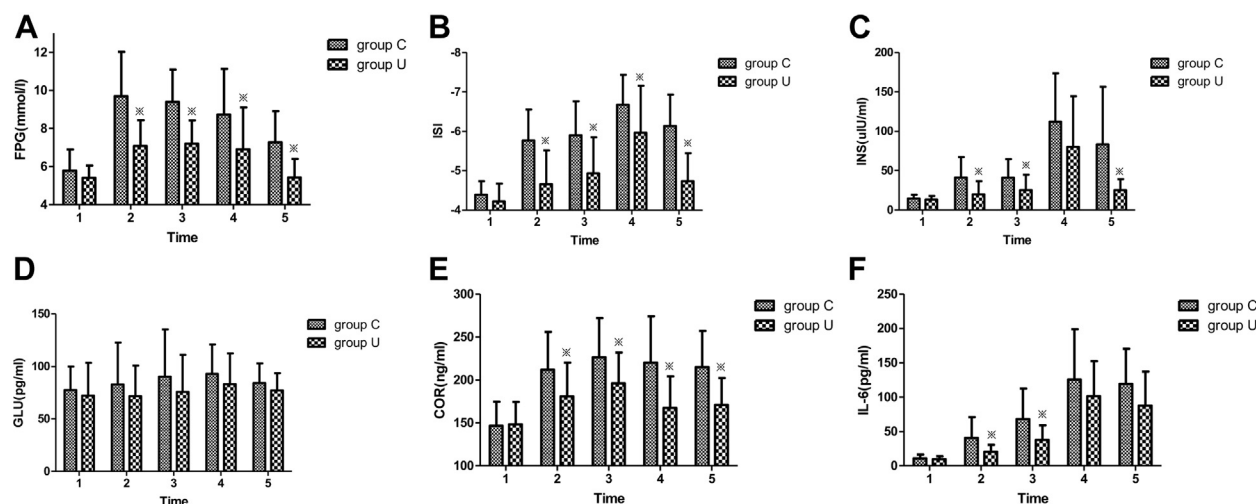 A
FPG(mmol/l)
12
10
8
6
4
※ ※ ※ ※
1 2 3 4 5
Time
group C
group U
B
ISI
-8
-7
-6
-5
-4
※ ※ ※ ※
1 2 3 4 5
Time
group C
group U
C
INS(uIU/ml)
200
150
100
50
0
※ ※ ※
1 2 3 4 5
Time
group C
group U
D
GLU(pg/ml)
150
100
50
0
1 2 3 4 5
Time
group C
group U
E
COR(ng/ml)
300
250
200
150
100
※ ※ ※ ※
1 2 3 4 5
Time
group C
group U
F
IL-6(pg/ml)
250
200
150
100
50
0
※ ※
1 2 3 4 5
Time
group C
group U